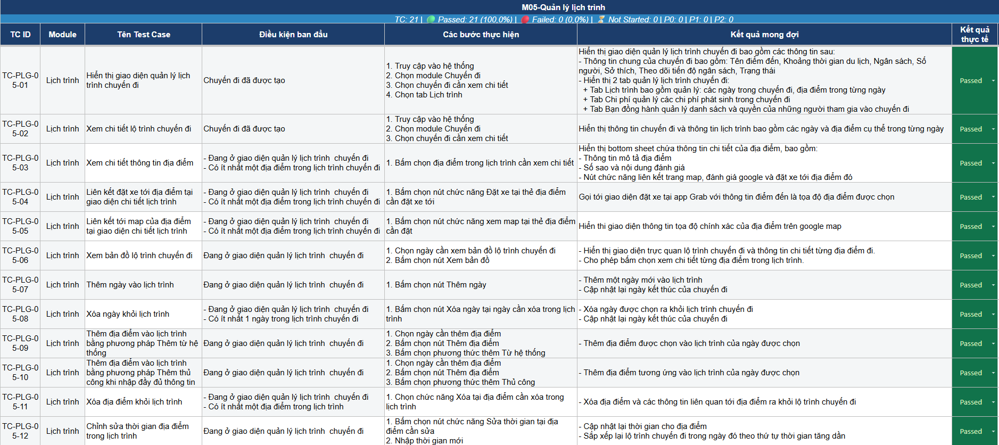 M05-Quản lý lịch trình
TC: 21 | Passed: 21 (100,0%) | Failed: 0 (0,0%) | Not Started: 0 | P0: 0 | P1: 0 | P2: 0
TC ID
Module
Tên Test Case
Điều kiện ban đầu
Các bước thực hiện
Kết quả mong đợi
Kết quả
thực tế
TC-PLG-0
5-01
Lịch trình
Hiển thị giao diện quản lý lịch
trình chuyến đi
Chuyến đi đã được tạo
1. Truy cập vào hệ thống
2. Chọn module Chuyến đi
3. Chọn chuyến đi cần xem chi tiết
4. Chọn tab Lịch trình
Hiển thị giao diện quản lý lịch trình chuyến đi bao gồm các thông tin sau:
- Thông tin chung của chuyến đi bao gồm: Tên điểm đến, Khoảng thời gian du lịch, Ngân sách, Số
người, Sở thích, Theo dõi tiến độ ngân sách, Trạng thái
- Hiển thị 2 tab quản lý lịch trình chuyến đi:
+ Tab Lịch trình bao gồm quản lý: các ngày trong chuyến đi, địa điểm trong từng ngày
+ Tab Chi phí quản lý các chi phí phát sinh trong chuyến đi
+ Tab Bạn đồng hành quản lý danh sách và quyền của những người tham gia vào chuyến đi
Passed
TC-PLG-0
5-02
Lịch trình
Xem chi tiết lộ trình chuyến đi
Chuyến đi đã được tạo
1. Truy cập vào hệ thống
2. Chọn module Chuyến đi
3. Chọn chuyến đi cần xem chi tiết
Hiển thị thông tin chuyến đi và thông tin lịch trình bao gồm các ngày và địa điểm cụ thể trong từng ngày
Passed
TC-PLG-0
5-03
Lịch trình
Xem chi tiết thông tin địa điểm
- Đang ở giao diện quản lý lịch trình  chuyến đi
- Có ít nhất một địa điểm trong lịch trình chuyến đi
1. Bấm chọn địa điểm trong lịch trình cần xem chi tiết
Hiển thị bottom sheet chứa thông tin chi tiết của địa điểm, bao gồm:
- Thông tin mô tả địa điểm
- Số sao và nội dung đánh giá
- Nút chức năng liên kết trang map, đánh giá google và đặt xe tới địa điểm đó
Passed
TC-PLG-0
5-04
Lịch trình
Liên kết đặt xe tới địa điểm tại
giao diện chi tiết lịch trình
- Đang ở giao diện quản lý lịch trình  chuyến đi
- Có ít nhất một địa điểm trong lịch trình chuyến đi
1. Bấm chọn nút chức năng Đặt xe tại thẻ địa điểm
cần đặt xe tới
Gọi tới giao diện đặt xe tại app Grab với thông tin điểm đến là tọa độ địa điểm được chọn
Passed
TC-PLG-0
5-05
Lịch trình
Liên kết tới map của địa điểm
tại giao diện chi tiết lịch trình
- Đang ở giao diện quản lý lịch trình  chuyến đi
- Có ít nhất một địa điểm trong lịch trình chuyến đi
1. Bấm chọn nút chức năng xem map tại thẻ địa điểm
cần đặt
Hiển thi giao diện thông tin tọa độ chính xác của địa điểm trên google map
Passed
TC-PLG-0
5-06
Lịch trình
Xem bản đồ lộ trình chuyến đi
Đang ở giao diện quản lý lịch trình  chuyến đi
1. Chọn ngày cần xem bản đồ lộ trình chuyến đi
2. Bấm chọn nút Xem bản đồ
- Hiển thị giao diện trực quan lộ trình chuyến đi và thông tin chi tiết từng địa điểm đi.
- Cho phép bấm chọn xem chi tiết từng địa điểm trong lịch trình.
Passed
TC-PLG-0
5-07
Lịch trình
Thêm ngày vào lịch trình
Đang ở giao diện quản lý lịch trình  chuyến đi
1. Bấm chọn nút Thêm ngày
- Thêm một ngày mới vào lịch trình
- Cập nhật lại ngày kết thúc của chuyến đi
Passed
TC-PLG-0
5-08
Lịch trình
Xóa ngày khỏi lịch trình
- Đang ở giao diện quản lý lịch trình  chuyến đi
- Có ít nhất 1 ngày trong lịch trình chuyến đi
1. Bấm chọn nút Xóa ngày tại ngày cần xóa trong lịch
trình
- Xóa ngày được chọn ra khỏi lịch trình chuyến đi
- Cập nhật lại ngày kết thúc của chuyến đi
Passed
TC-PLG-0
5-09
Lịch trình
Thêm địa điểm vào lịch trình
bằng phương pháp Thêm từ hệ
thống
Đang ở giao diện quản lý lịch trình  chuyến đi
1. Chọn ngày cần thêm địa điểm
2. Bấm chọn nút Thêm địa điểm
3. Bấm chọn phương thức thêm Từ hệ thống
- Thêm địa điểm được chọn vào lịch trình của ngày được chọn
Passed
TC-PLG-0
5-10
Lịch trình
Thêm địa điểm vào lịch trình
bằng phương pháp Thêm thủ
công khi nhập đầy đủ thông tin
Đang ở giao diện quản lý lịch trình  chuyến đi
1. Chọn ngày cần thêm địa điểm
2. Bấm chọn nút Thêm địa điểm
3. Bấm chọn phương thức thêm Thủ công
- Thêm địa điểm tương ứng vào lịch trình của ngày được chọn
Passed
TC-PLG-0
5-11
Lịch trình
Xóa địa điểm khỏi lịch trình
- Đang ở giao diện quản lý lịch trình  chuyến đi
- Có ít nhất một địa điểm trong lịch trình
1. Chọn chức năng Xóa tại địa điểm cần xóa trong
lịch trình
- Xóa địa điểm và các thông tin liên quan tới địa điểm ra khỏi lộ trình chuyến đi
Passed
TC-PLG-0
5-12
Lịch trình
Chỉnh sửa thời gian địa điểm
trong lịch trình
Đang ở giao diện quản lý lịch trình  chuyến đi
1. Bấm chọn nút chức năng Sửa thời gian tại địa
điểm cần sửa
2. Nhập thời gian mới
- Cập nhật lại thời gian cho địa điểm
- Sắp xếp lại lộ trình chuyến đi trong ngày đó theo thứ tự thời gian tăng dần
Passed